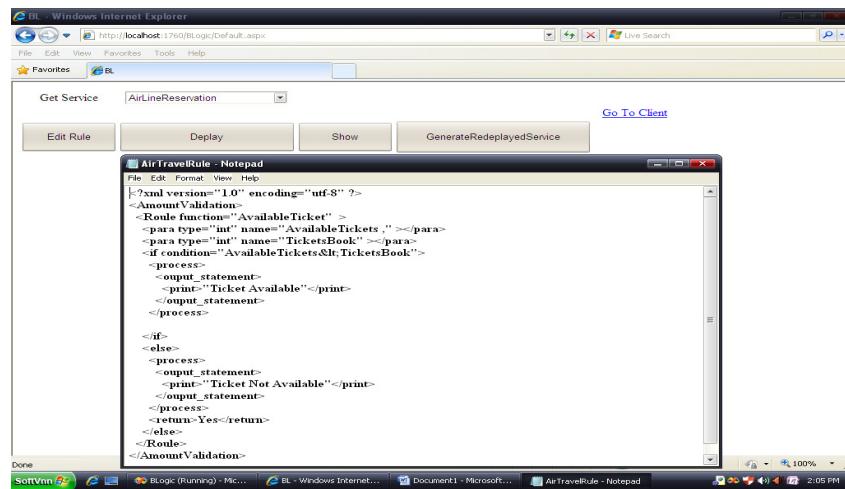 BL - Windows Internet Explorer
http://localhost:1760/BLogic/Default.aspx
Live Search
File Edit View Favorites Tools Help
Favorites BL
Get Service AirLineReservation
Go To Client
Edit Rule Deplay Show GenerateRedeplayedService
AirTravelRule - Notepad
File Edit Format View Help
<?xml version="1.0" encoding="utf-8" ?>
<AmountValidation>
<Roule function="AvailableTicket" >
<para type="int" name="AvailableTickets ," ></para>
<para type="int" name="TicketsBook" ></para>
<if condition="AvailableTickets&lt;TicketsBook">
<process>
<ouput_statement>
<print>"Ticket Available"</print>
</ouput_statement>
</process>
</if>
<else>
<process>
<ouput_statement>
<print>"Ticket Not Available"</print>
</ouput_statement>
</process>
<return>Yes</return>
</else>
</Roule>
</AmountValidation>
Done
100%
BLogic (Running) - Mic... BL - Windows Internet... Document1 - Microsoft... AirTravelRule - Notepad 2:05 PM